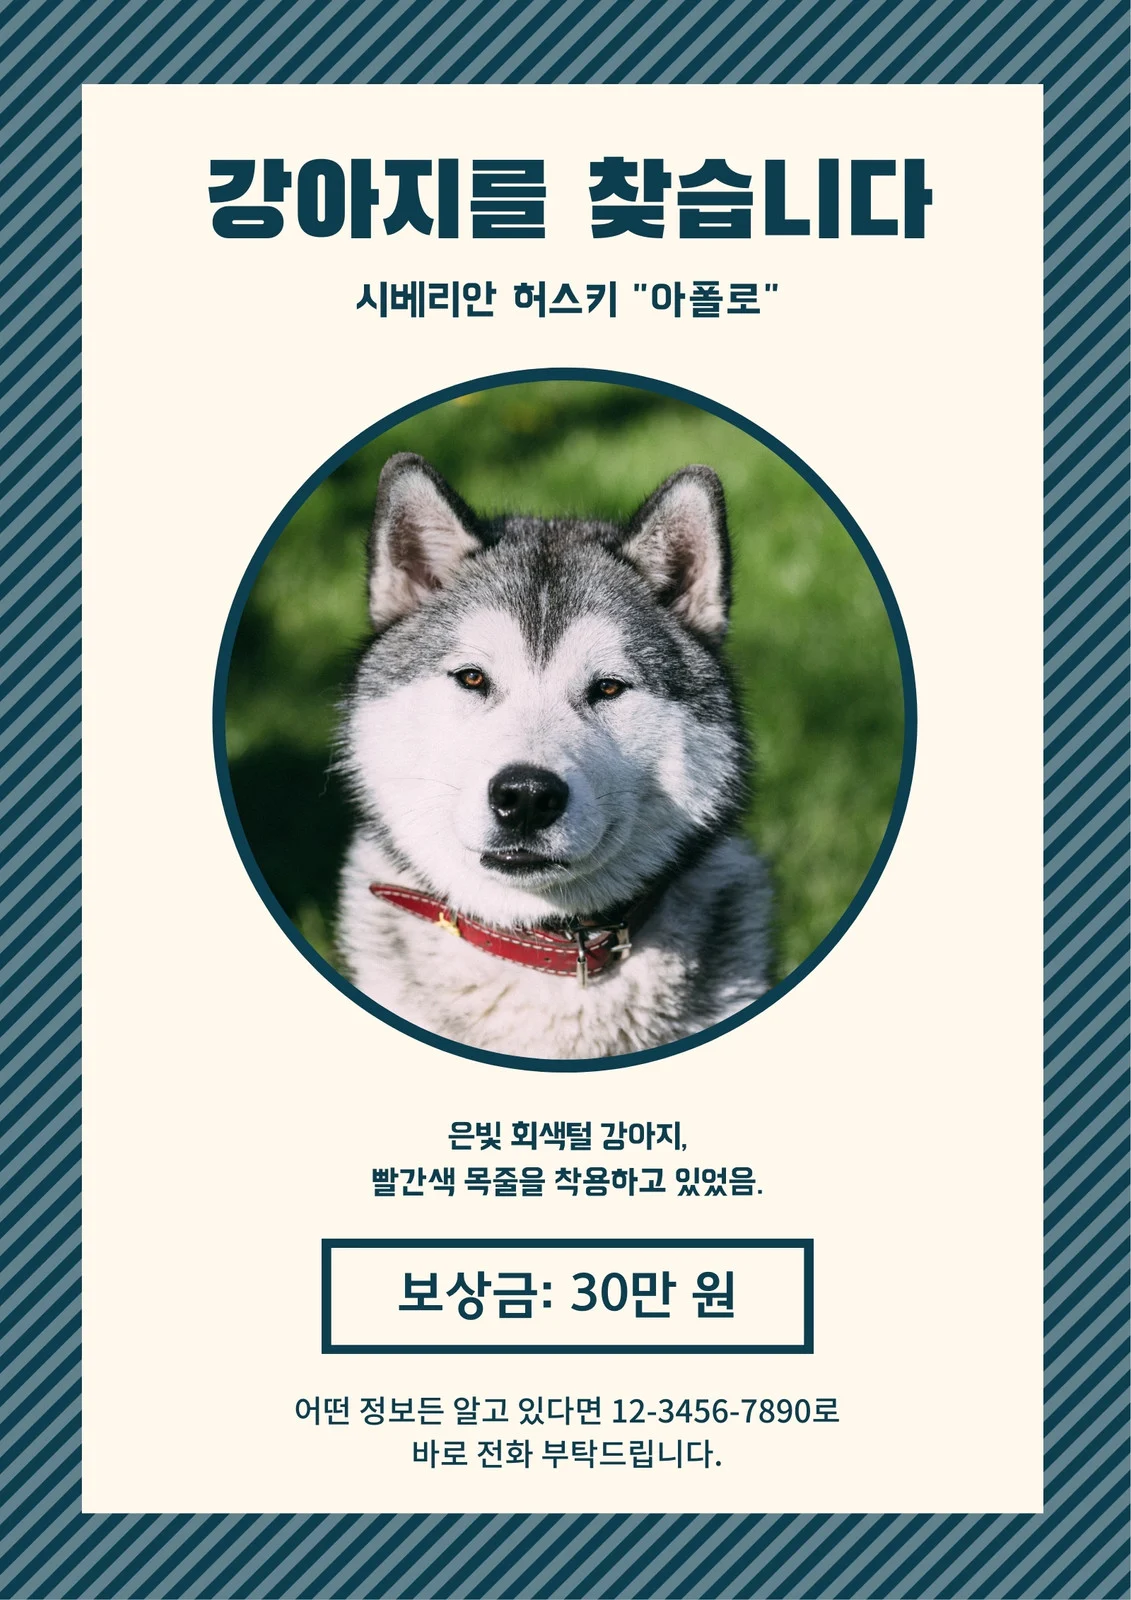 강아지를 찾습니다
시베리안 허스키 "아폴로"
은빛 회색털 강아지,
빨간색 목줄을 착용하고 있었음.
보상금: 30만 원
어떤 정보든 알고 있다면 12-3456-7890로
바로 전화 부탁드립니다.